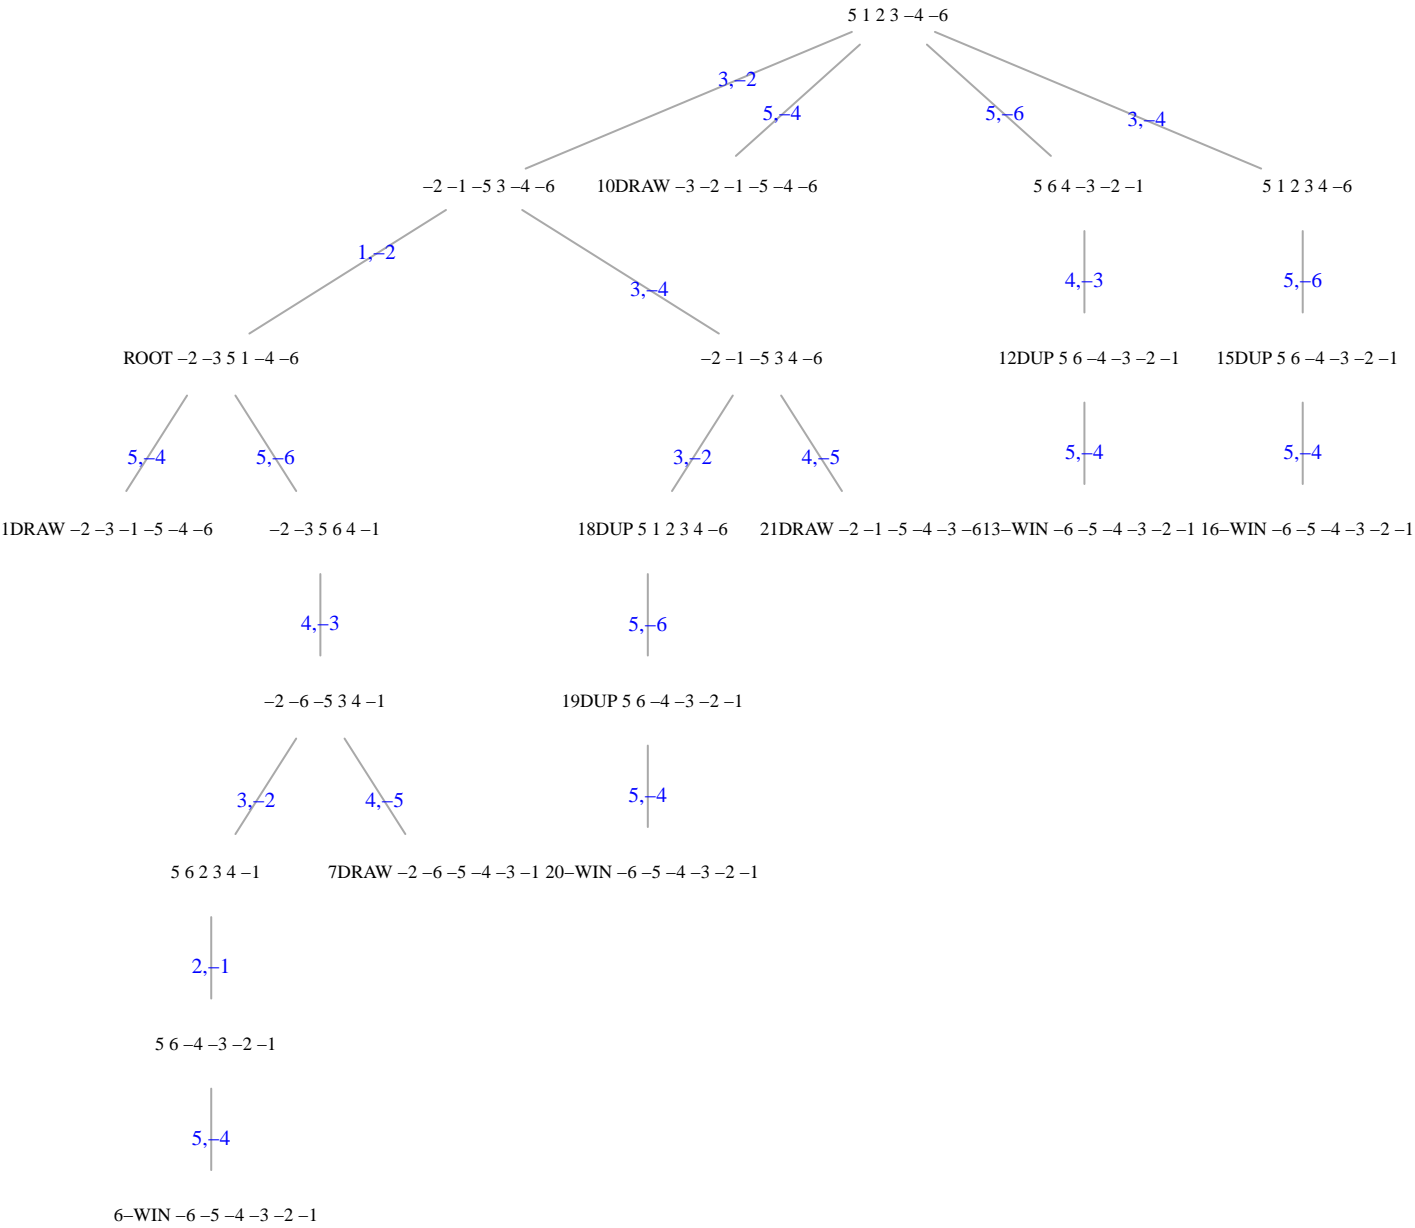 5 1 2 3 –4 –6
3,–2
5,–4
5,–6
3,–4
–2 –1 –5 3 –4 –6
10DRAW –3 –2 –1 –5 –4 –6
5 6 4 –3 –2 –1
5 1 2 3 4 –6
1,–2
3,–4
4,–3
5,–6
ROOT –2 –3 5 1 –4 –6
–2 –1 –5 3 4 –6
12DUP 5 6 –4 –3 –2 –1
15DUP 5 6 –4 –3 –2 –1
5,–4
5,–6
3,–2
4,–5
5,–4
5,–4
1DRAW –2 –3 –1 –5 –4 –6
–2 –3 5 6 4 –1
18DUP 5 1 2 3 4 –6
21DRAW –2 –1 –5 –4 –3 –6
13–WIN –6 –5 –4 –3 –2 –1
16–WIN –6 –5 –4 –3 –2 –1
4,–3
5,–6
–2 –6 –5 3 4 –1
19DUP 5 6 –4 –3 –2 –1
3,–2
4,–5
5,–4
5 6 2 3 4 –1
7DRAW –2 –6 –5 –4 –3 –1
20–WIN –6 –5 –4 –3 –2 –1
2,–1
5 6 –4 –3 –2 –1
5,–4
6–WIN –6 –5 –4 –3 –2 –1